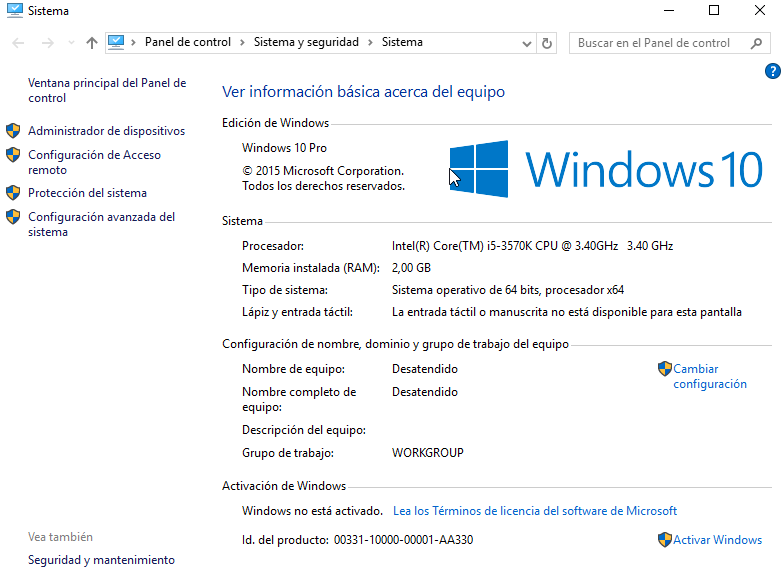 Sistema
Panel de control > Sistema y seguridad > Sistema
Buscar en el Panel de control
?
Ventana principal del Panel de
control
Administrador de dispositivos
Configuración de Acceso
remoto
Protección del sistema
Configuración avanzada del
sistema
Vea también
Seguridad y mantenimiento
Ver información básica acerca del equipo
Edición de Windows
Windows 10 Pro
© 2015 Microsoft Corporation.
Todos los derechos reservados.
Windows 10
Sistema
Procesador: Intel(R) Core(TM) i5-3570K CPU @ 3.40GHz 3.40 GHz
Memoria instalada (RAM): 2,00 GB
Tipo de sistema: Sistema operativo de 64 bits, procesador x64
Lápiz y entrada táctil: La entrada táctil o manuscrita no está disponible para esta pantalla
Configuración de nombre, dominio y grupo de trabajo del equipo
Nombre de equipo: Desatendido
Cambiar
configuración
Nombre completo de Desatendido
equipo:
Descripción del equipo:
Grupo de trabajo: WORKGROUP
Activación de Windows
Windows no está activado. Lea los Términos de licencia del software de Microsoft
Id. del producto: 00331-10000-00001-AA330
Activar Windows